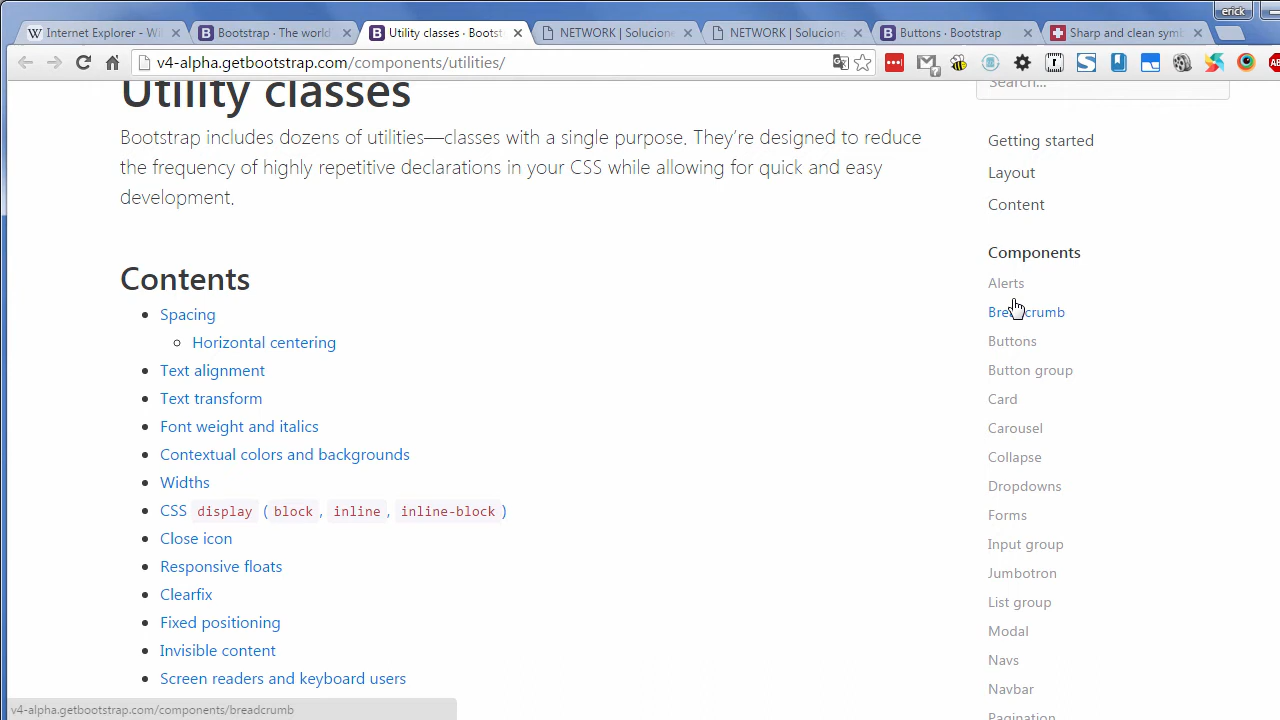 erick
Internet Explorer - Wi
Bootstrap · The world
Utility classes · Bootst
NETWORK | Solucione
NETWORK | Solucione
Buttons · Bootstrap
Sharp and clean symb
v4-alpha.getbootstrap.com/components/utilities/
Utility classes
Bootstrap includes dozens of utilities—classes with a single purpose. They're designed to reduce
the frequency of highly repetitive declarations in your CSS while allowing for quick and easy
development.
Contents
Spacing
Horizontal centering
Text alignment
Text transform
Font weight and italics
Contextual colors and backgrounds
Widths
CSS display ( block , inline , inline-block )
Close icon
Responsive floats
Clearfix
Fixed positioning
Invisible content
Screen readers and keyboard users
Search...
Getting started
Layout
Content
Components
Alerts
Breadcrumb
Buttons
Button group
Card
Carousel
Collapse
Dropdowns
Forms
Input group
Jumbotron
List group
Modal
Navs
Navbar
Pagination
v4-alpha.getbootstrap.com/components/breadcrumb